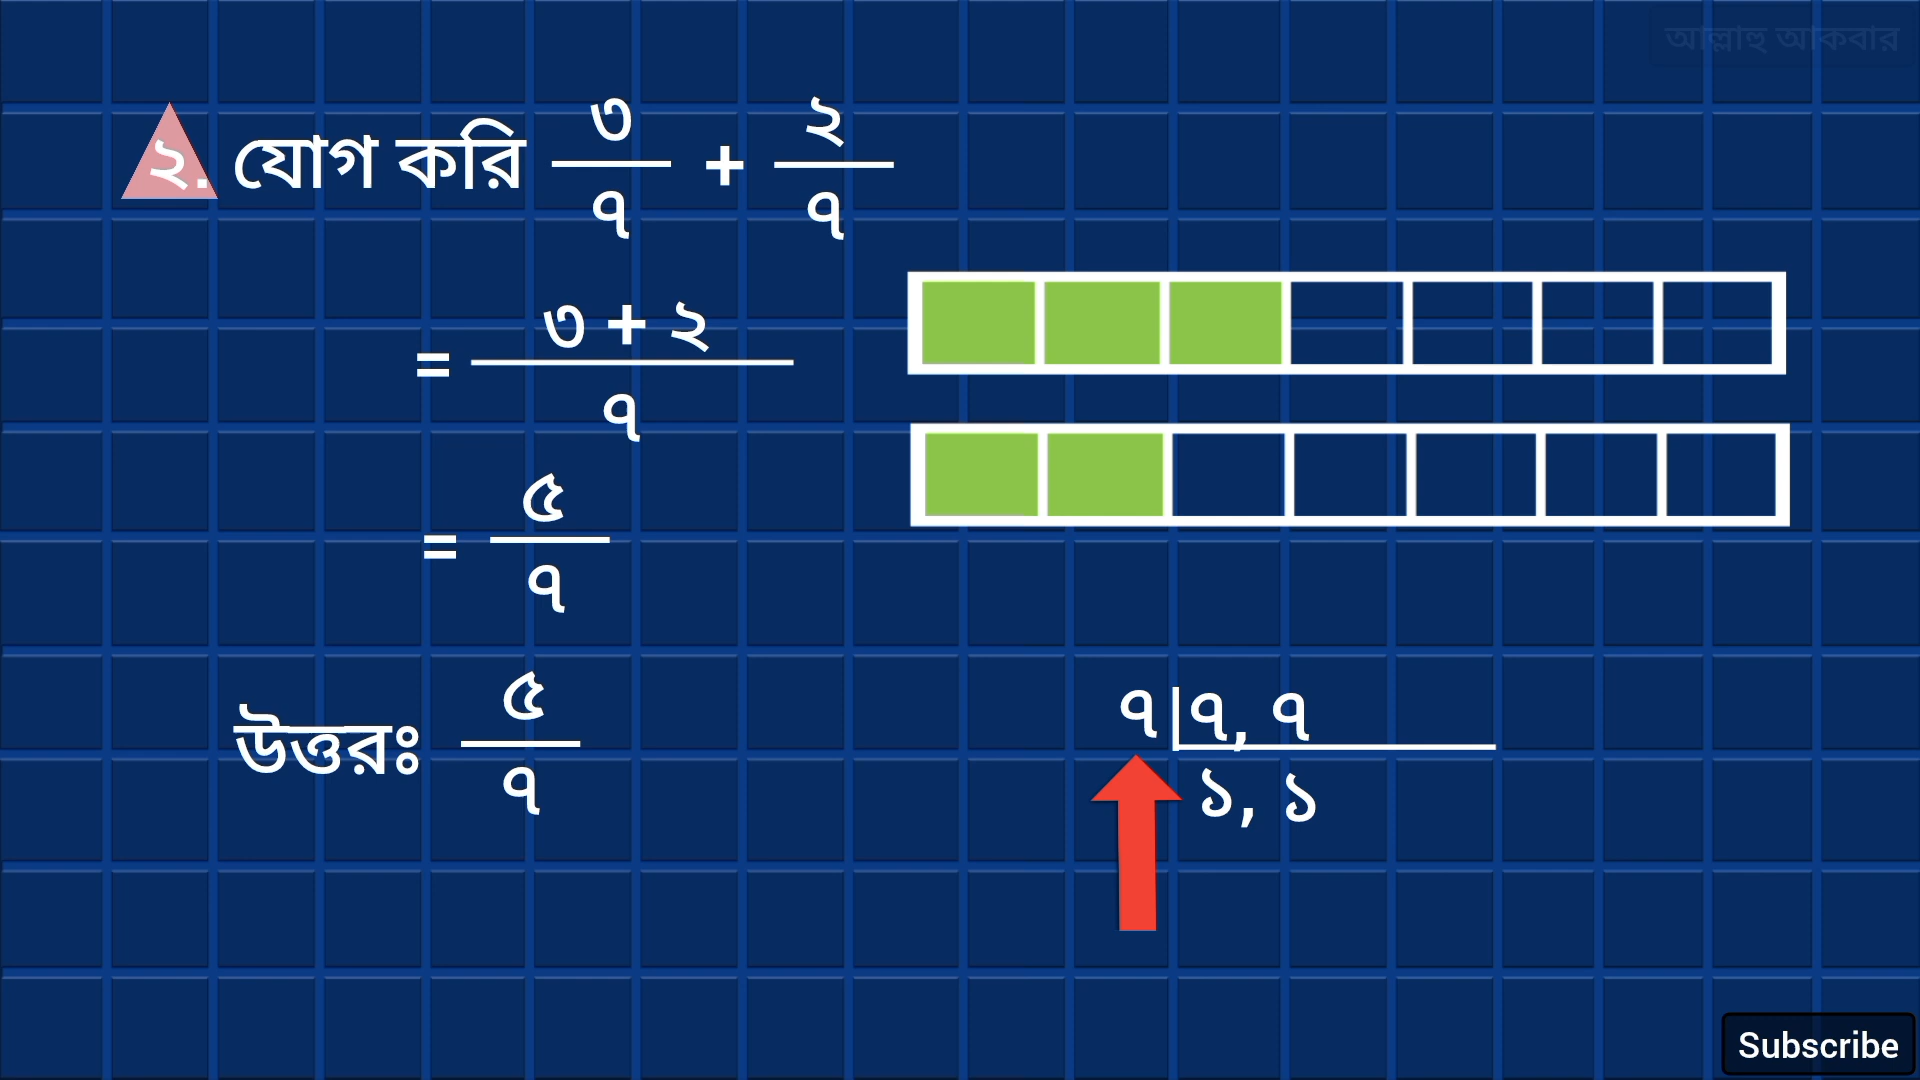 আল্লাহু আকবার
২. যোগ করি ৩/৭ + ২/৭
= ৩ + ২/৭
= ৫/৭
উত্তরঃ ৫/৭
৭|৭, ৭
১, ১
Subscribe